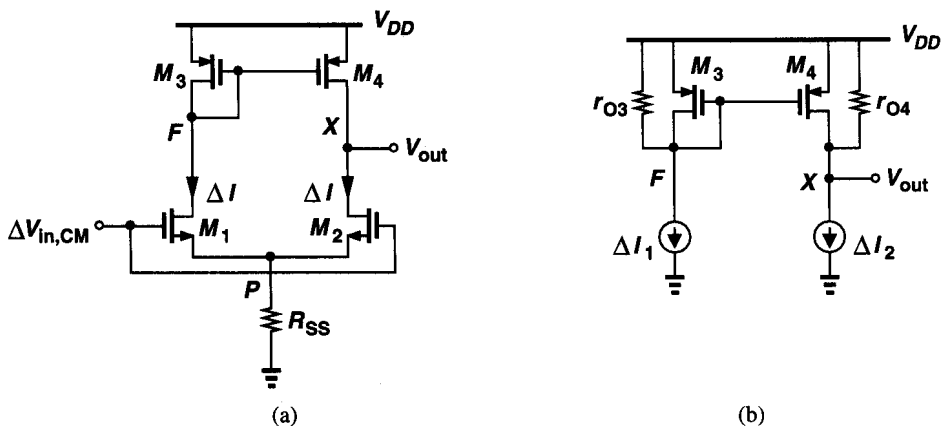 V_DD
M_3
M_4
F
X
V_out
ΔI
ΔI
ΔV_in,CM
M_1
M_2
P
R_SS
(a)
V_DD
M_3
M_4
r_O3
r_O4
F
X
V_out
ΔI_1
ΔI_2
(b)